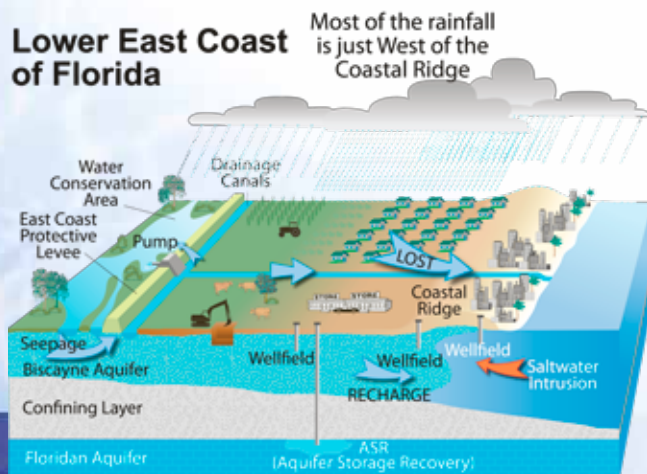 Lower East Coast
of Florida
Most of the rainfall
is just West of the
Coastal Ridge
Water
Conservation
Area
Drainage
Canals
East Coast
Protective
Levee
Pump
LOST
STORE STORE
Coastal
Ridge
Seepage
Biscayne Aquifer
Wellfield
Wellfield
Wellfield
RECHARGE
Saltwater
Intrusion
Confining Layer
Floridan Aquifer
ASR
(Aquifer Storage Recovery)